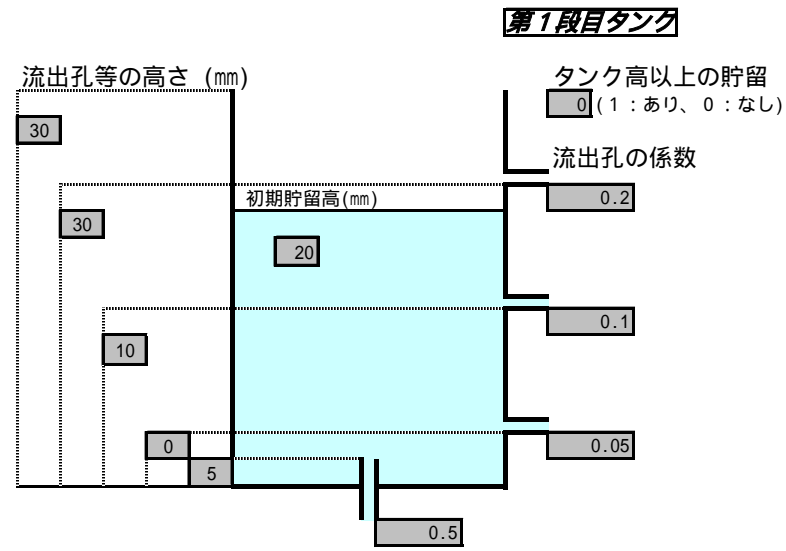 第１段目タンク
流出孔等の高さ (㎜)
タンク高以上の貯留
0 (１：あり、０：なし)
30
流出孔の係数
初期貯留高(㎜)
0.2
30
20
0.1
10
0
0.05
5
0.5